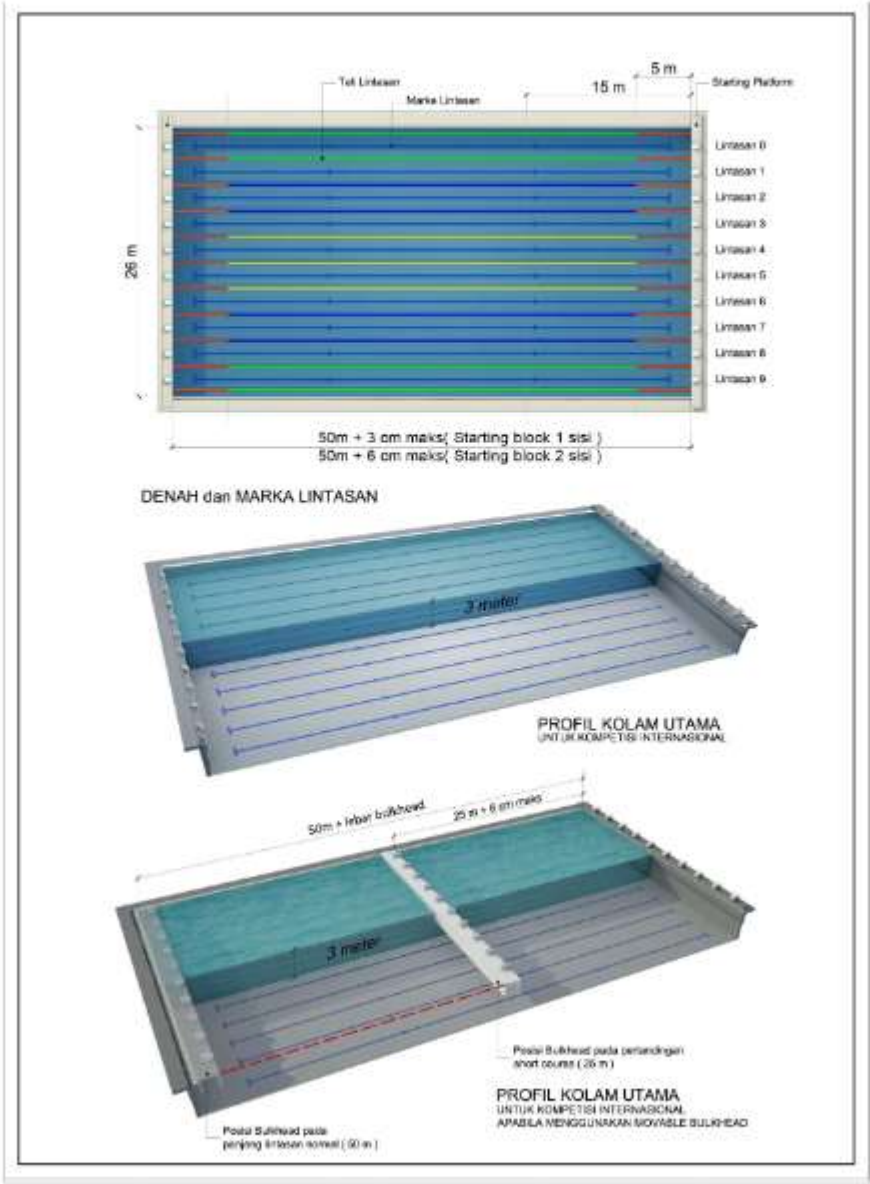 5 m
Tali Lintasan
15 m
Starting Platform
Marka Lintasan
Lintasan 0
Lintasan 1
Lintasan 2
Lintasan 3
Lintasan 4
Lintasan 5
Lintasan 6
Lintasan 7
Lintasan 8
Lintasan 9
26 m
50m + 3 cm maks( Starting block 1 sisi )
50m + 6 cm maks( Starting block 2 sisi )
DENAH dan MARKA LINTASAN
3 meter
PROFIL KOLAM UTAMA
UNTUK KOMPETISI INTERNASIONAL
50m + lebar bulkhead
25 m + 6 cm maks
3 meter
Posisi Bulkhead pada pertandingan
short course ( 25 m )
PROFIL KOLAM UTAMA
UNTUK KOMPETISI INTERNASIONAL
APABILA MENGGUNAKAN MOVABLE BULKHEAD
Posisi Bulkhead pada
panjang lintasan normal ( 50 m )